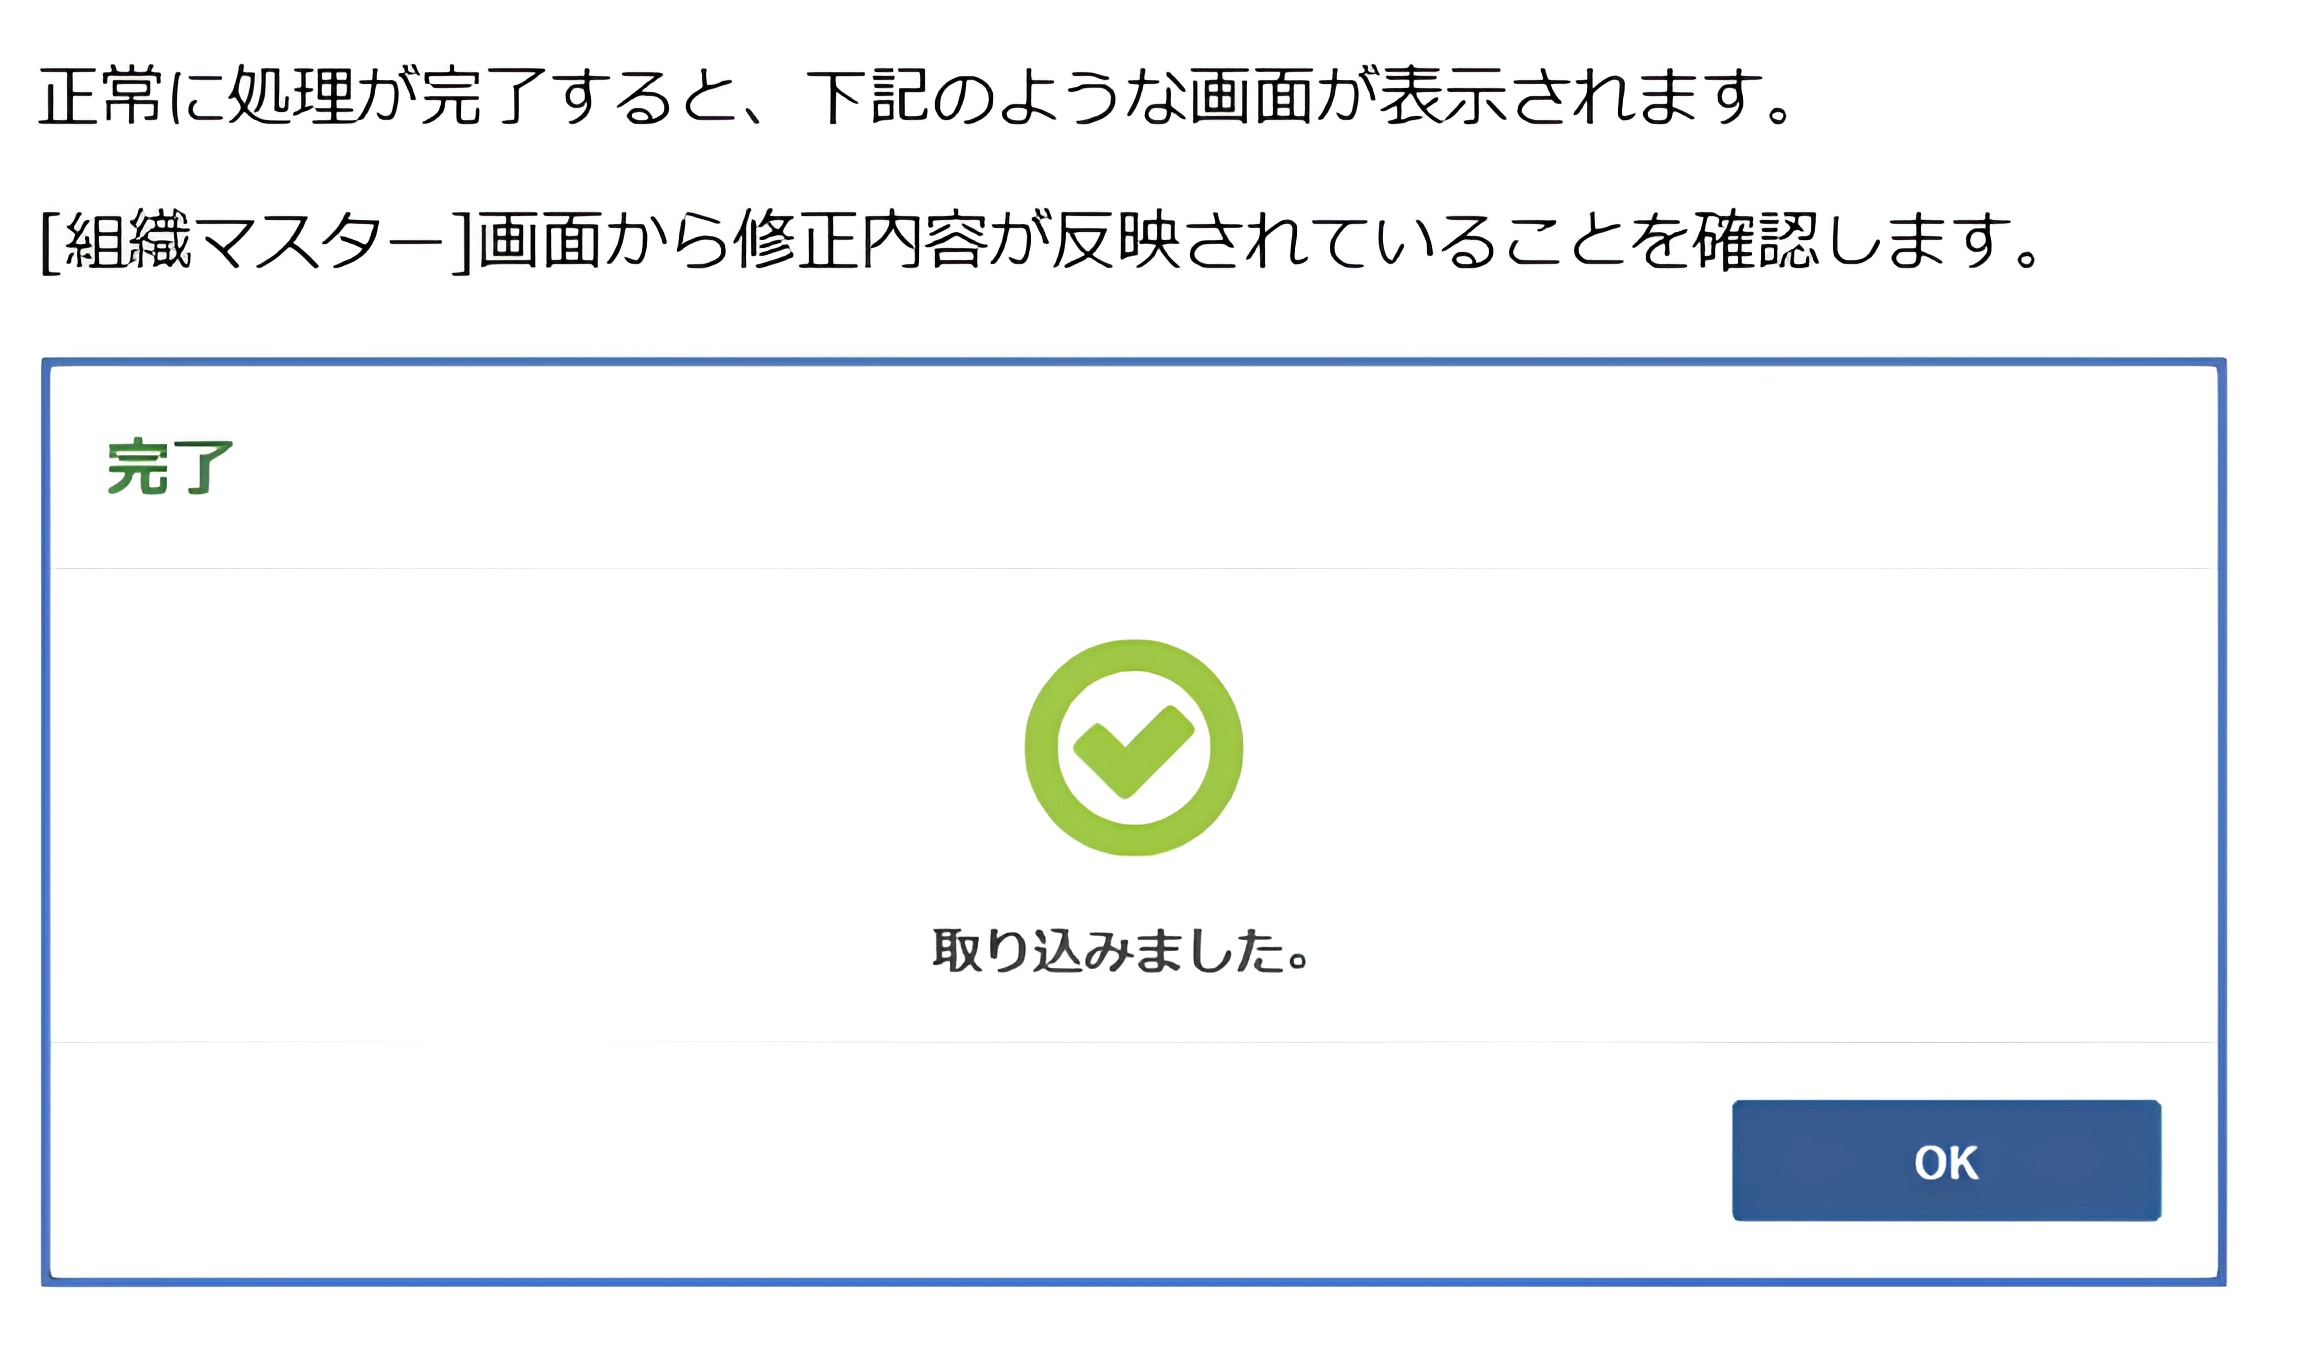 正常に処理が完了すると、下記のような画面が表示されます。
[組織マスター]画面から修正内容が反映されていることを確認します。
完了
取り込みました。
OK